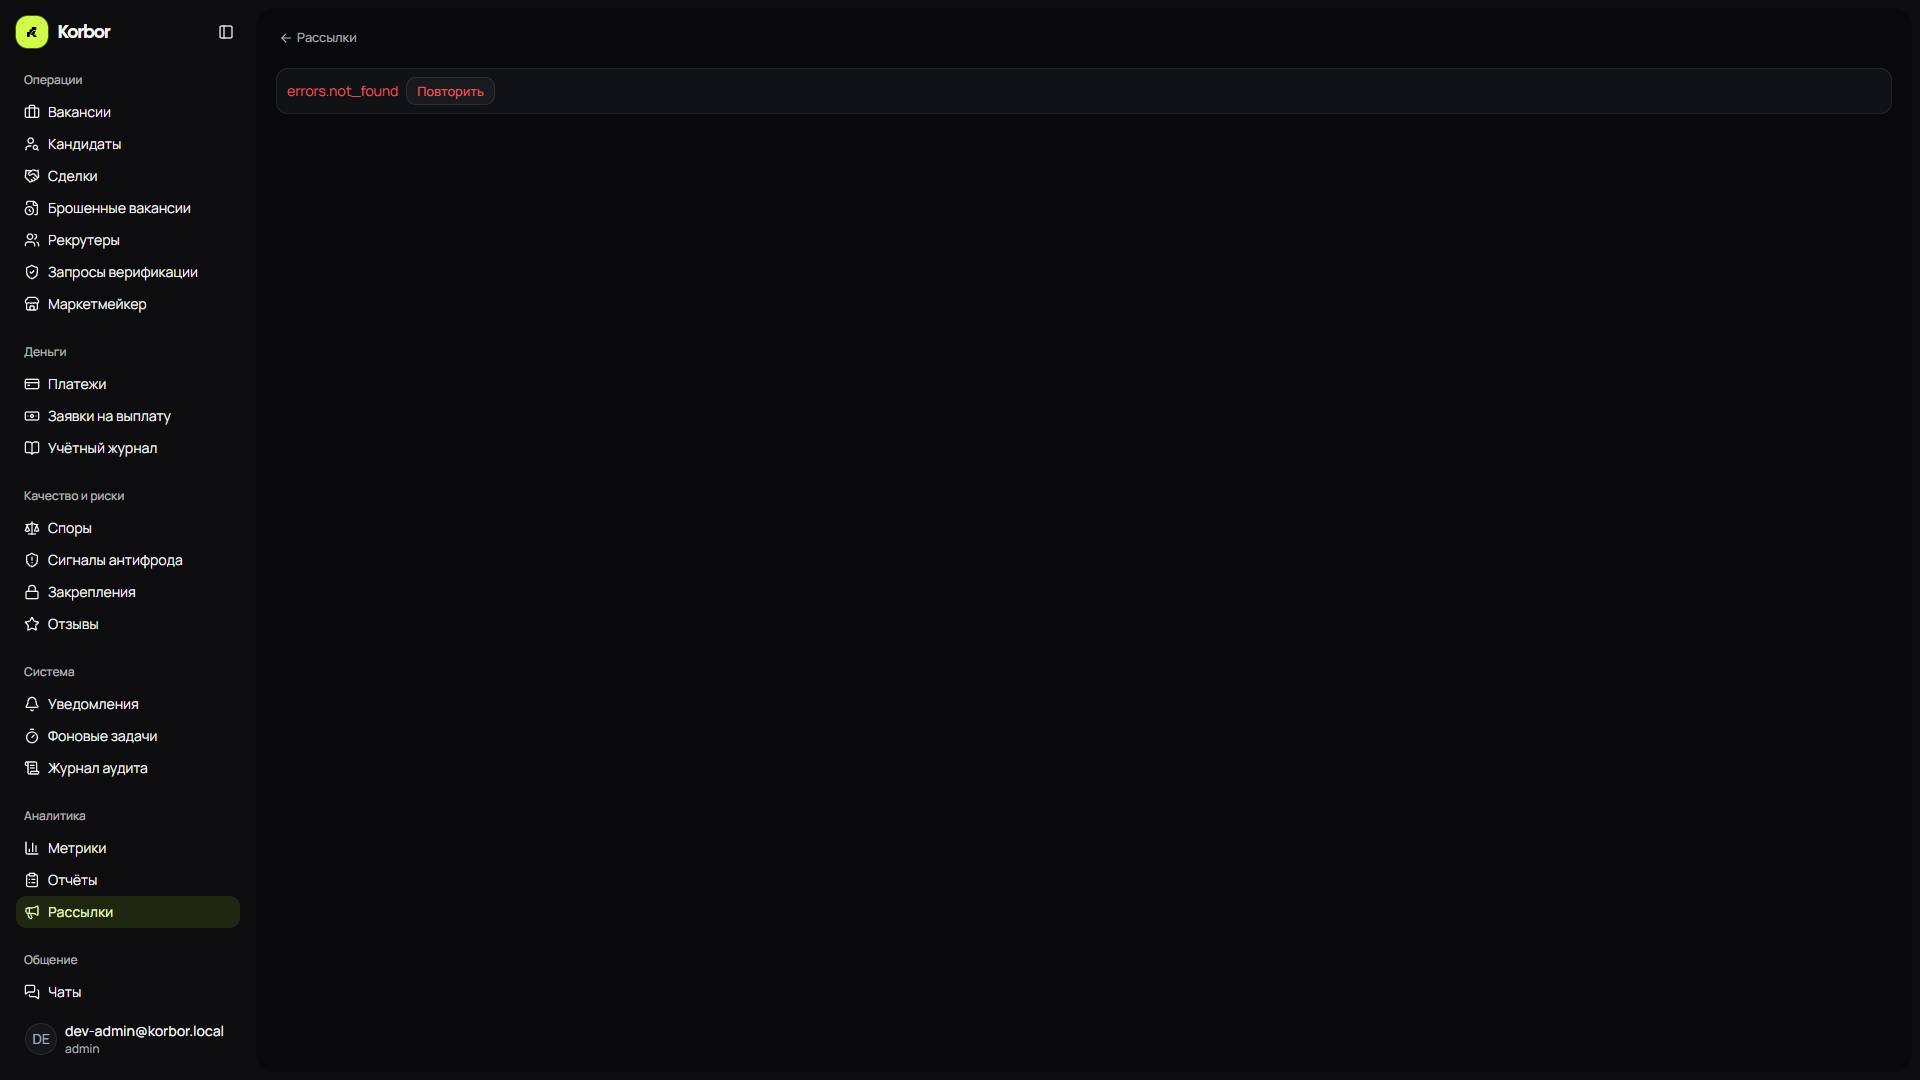 Korbor
Операции
Вакансии
Кандидаты
Сделки
Брошенные вакансии
Рекрутеры
Запросы верификации
Маркетмейкер
Деньги
Платежи
Заявки на выплату
Учётный журнал
Качество и риски
Споры
Сигналы антифрода
Закрепления
Отзывы
Система
Уведомления
Фоновые задачи
Журнал аудита
Аналитика
Метрики
Отчёты
Рассылки
Общение
Чаты
DE
dev-admin@korbor.local
admin
Рассылки
errors.not_found Повторить